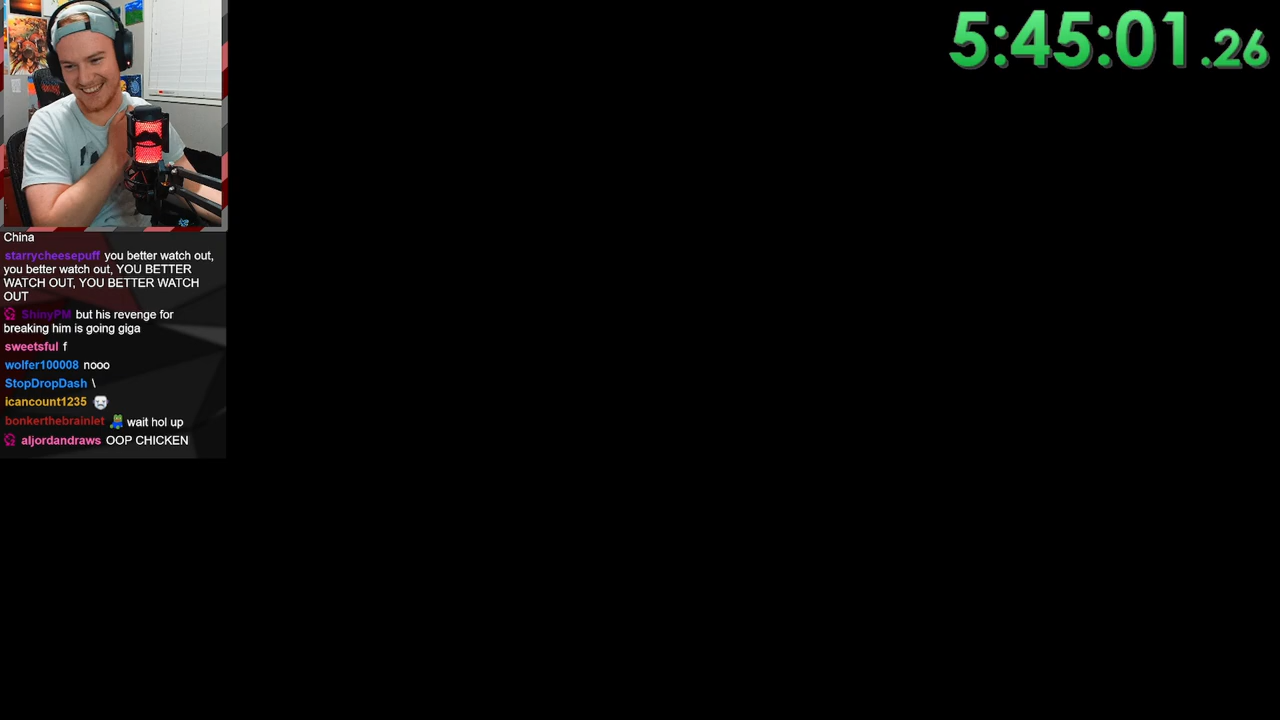 5:45:01.26
China
starrycheesepuff you better watch out,
you better watch out, YOU BETTER
WATCH OUT, YOU BETTER WATCH
OUT
ShinyPM but his revenge for
breaking him is going giga
sweetsful f
wolfer100008 nooo
StopDropDash \
icancount1235
bonkerthebrainlet wait hol up
aljordandraws OOP CHICKEN